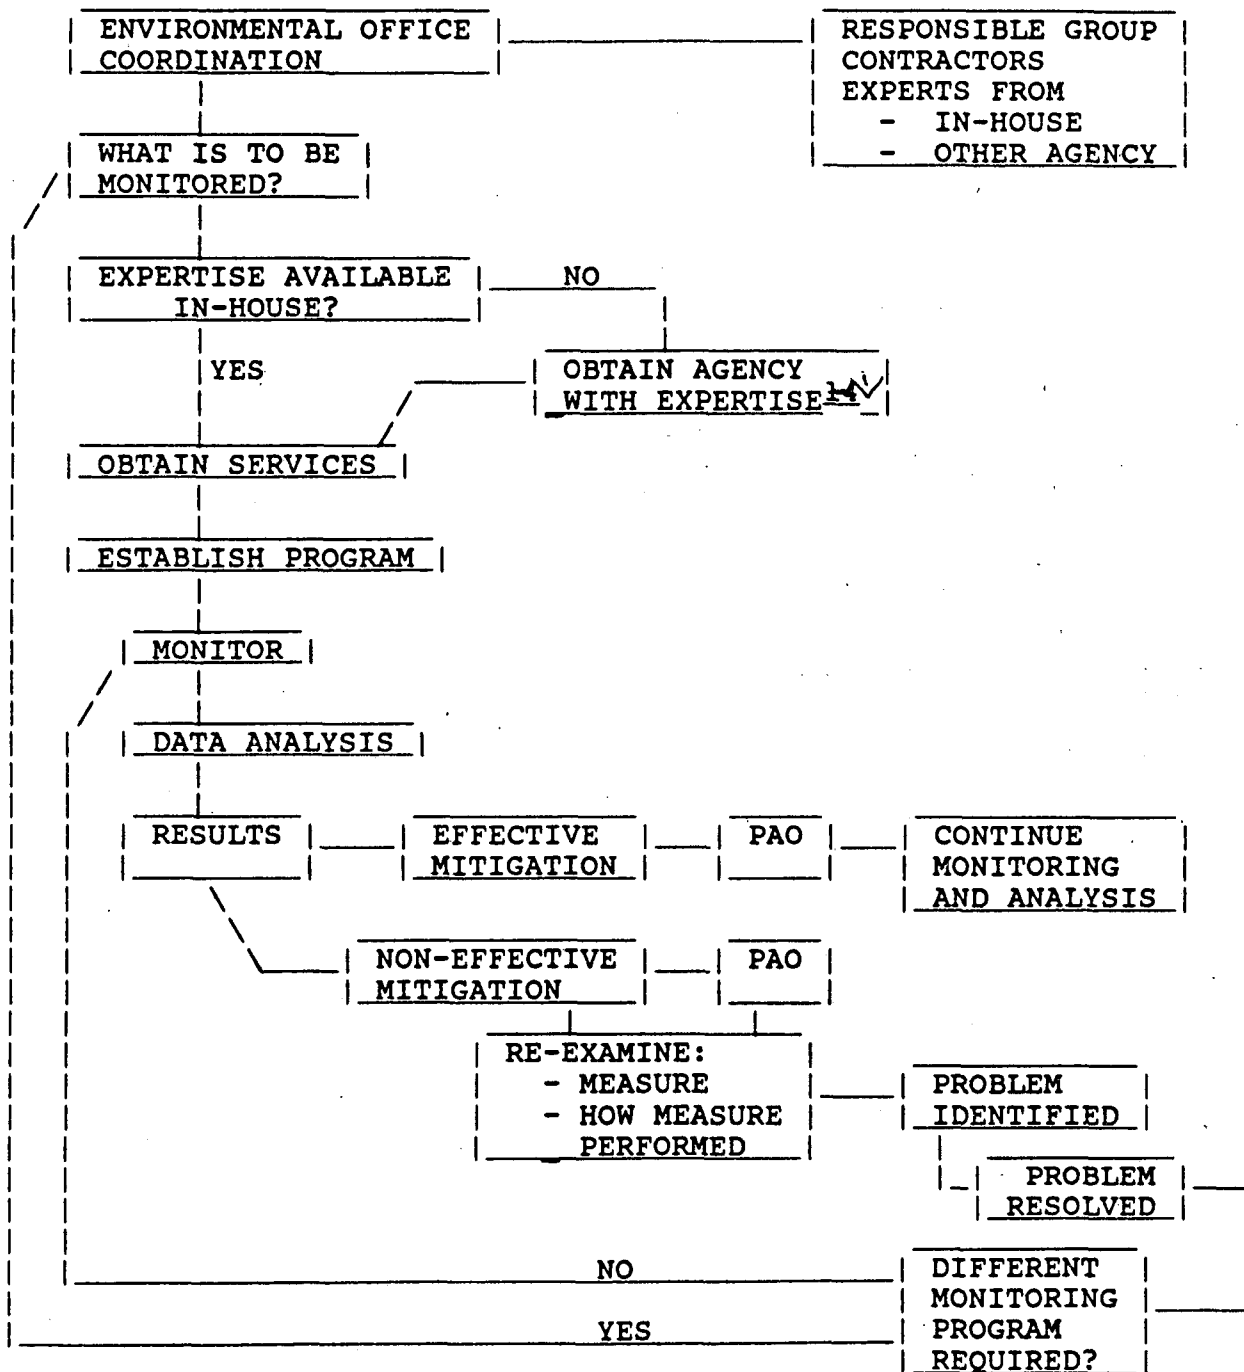 ENVIRONMENTAL OFFICE
COORDINATION
RESPONSIBLE GROUP
CONTRACTORS
EXPERTS FROM
- IN-HOUSE
- OTHER AGENCY
WHAT IS TO BE
MONITORED?
EXPERTISE AVAILABLE
IN-HOUSE?
NO
YES
OBTAIN AGENCY
WITH EXPERTISE
OBTAIN SERVICES
ESTABLISH PROGRAM
MONITOR
DATA ANALYSIS
RESULTS
EFFECTIVE
MITIGATION
PAO
CONTINUE
MONITORING
AND ANALYSIS
NON-EFFECTIVE
MITIGATION
PAO
RE-EXAMINE:
- MEASURE
- HOW MEASURE
PERFORMED
PROBLEM
IDENTIFIED
PROBLEM
RESOLVED
NO
YES
DIFFERENT
MONITORING
PROGRAM
REQUIRED?